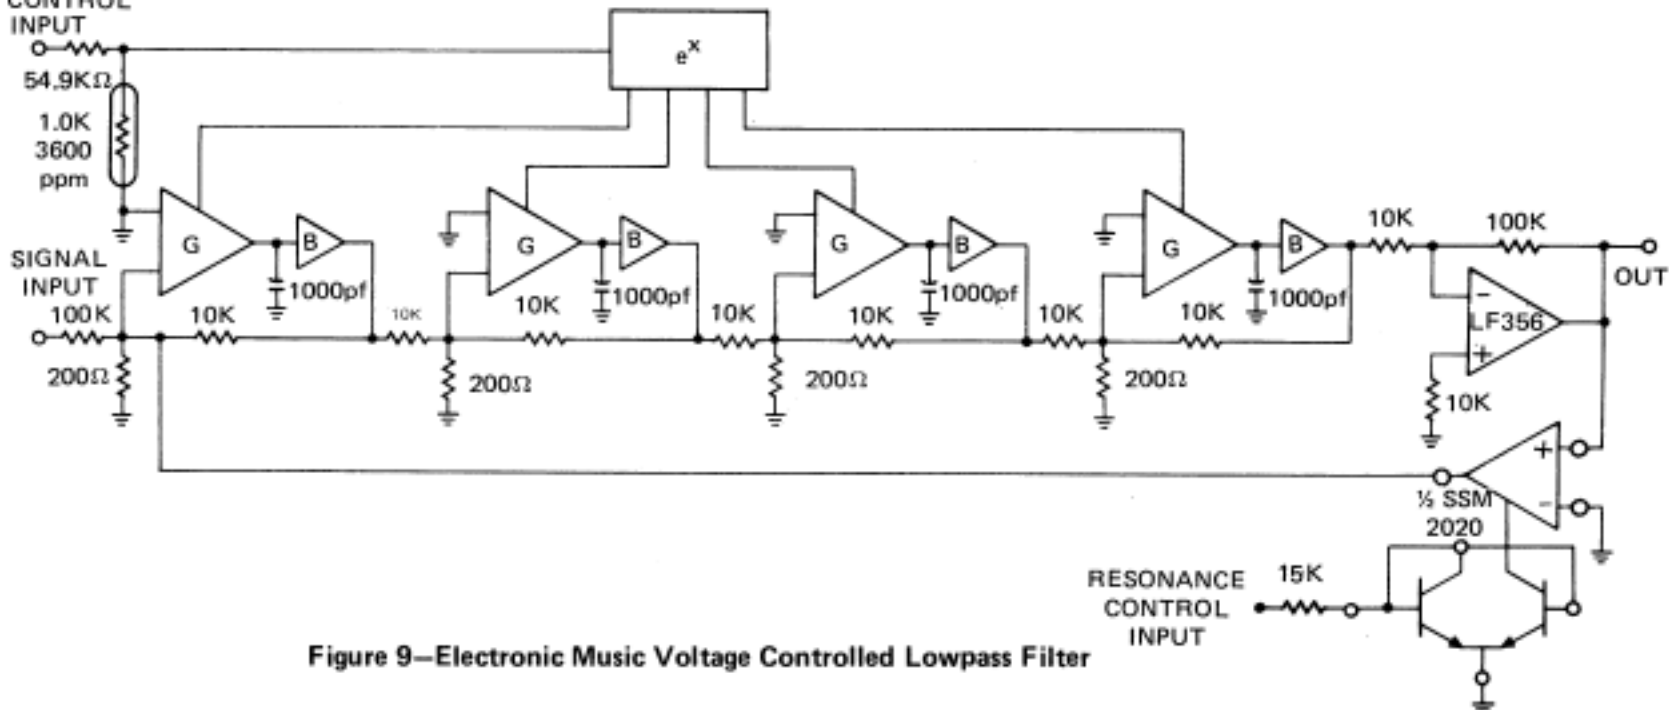 CONTROL
INPUT
54.9KΩ
1.0K
3600
ppm
e^x
G
B
1000pf
G
B
1000pf
G
B
1000pf
G
B
1000pf
10K
100K
OUT
SIGNAL
INPUT
100K
10K
10K
10K
10K
10K
10K
10K
200Ω
200Ω
200Ω
200Ω
−
LF356
+
10K
+
−
½ SSM
2020
RESONANCE
CONTROL
INPUT
15K
Figure 9—Electronic Music Voltage Controlled Lowpass Filter